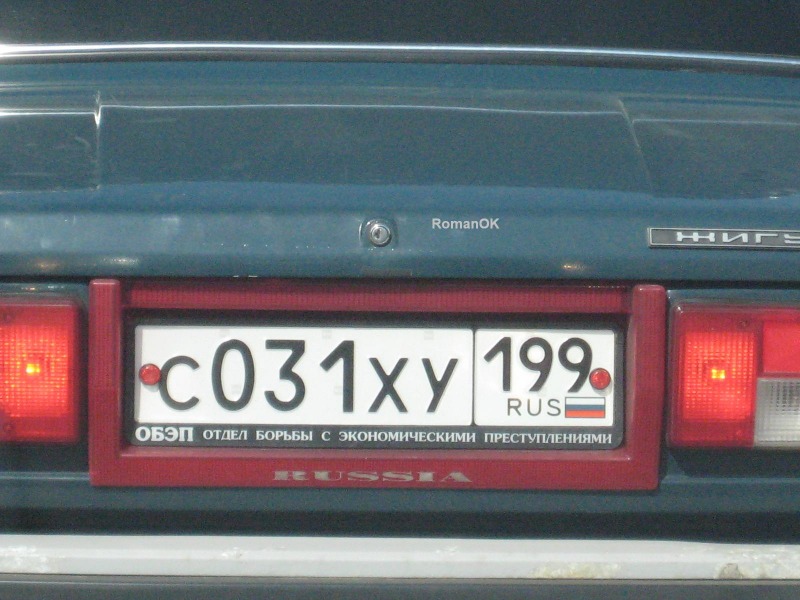 RomanOK
ЖИГУ
С031ХУ 199
RUS
ОБЭП ОТДЕЛ БОРЬБЫ С ЭКОНОМИЧЕСКИМИ ПРЕСТУПЛЕНИЯМИ
RUSSIA